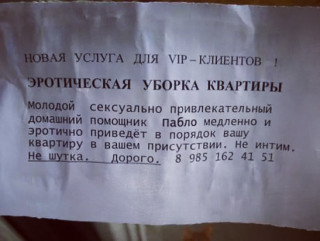 НОВАЯ УСЛУГА ДЛЯ VIP – КЛИЕНТОВ !
ЭРОТИЧЕСКАЯ УБОРКА КВАРТИРЫ
Молодой сексуально привлекательный
домашний помощник Пабло медленно и
эротично приведёт в порядок вашу
квартиру в вашем присутствии. Не интим.
Не шутка. Дорого. 8 985 162 41 51